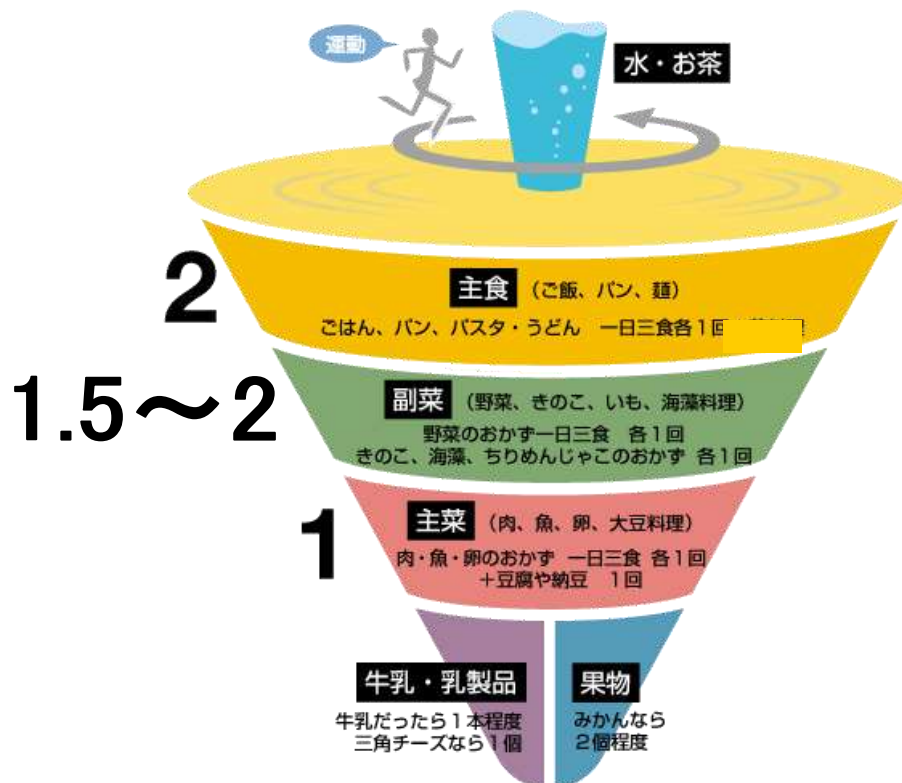 運動
水・お茶
2
主食 (ご飯、パン、麺)
ごはん、パン、パスタ・うどん 一日三食各1回
1.5～2
副菜 (野菜、きのこ、いも、海藻料理)
野菜のおかず一日三食 各1回
きのこ、海藻、ちりめんじゃこのおかず 各1回
1
主菜 (肉、魚、卵、大豆料理)
肉・魚・卵のおかず 一日三食 各1回
＋豆腐や納豆 1回
牛乳・乳製品
牛乳だったら1本程度
三角チーズなら1個
果物
みかんなら
2個程度